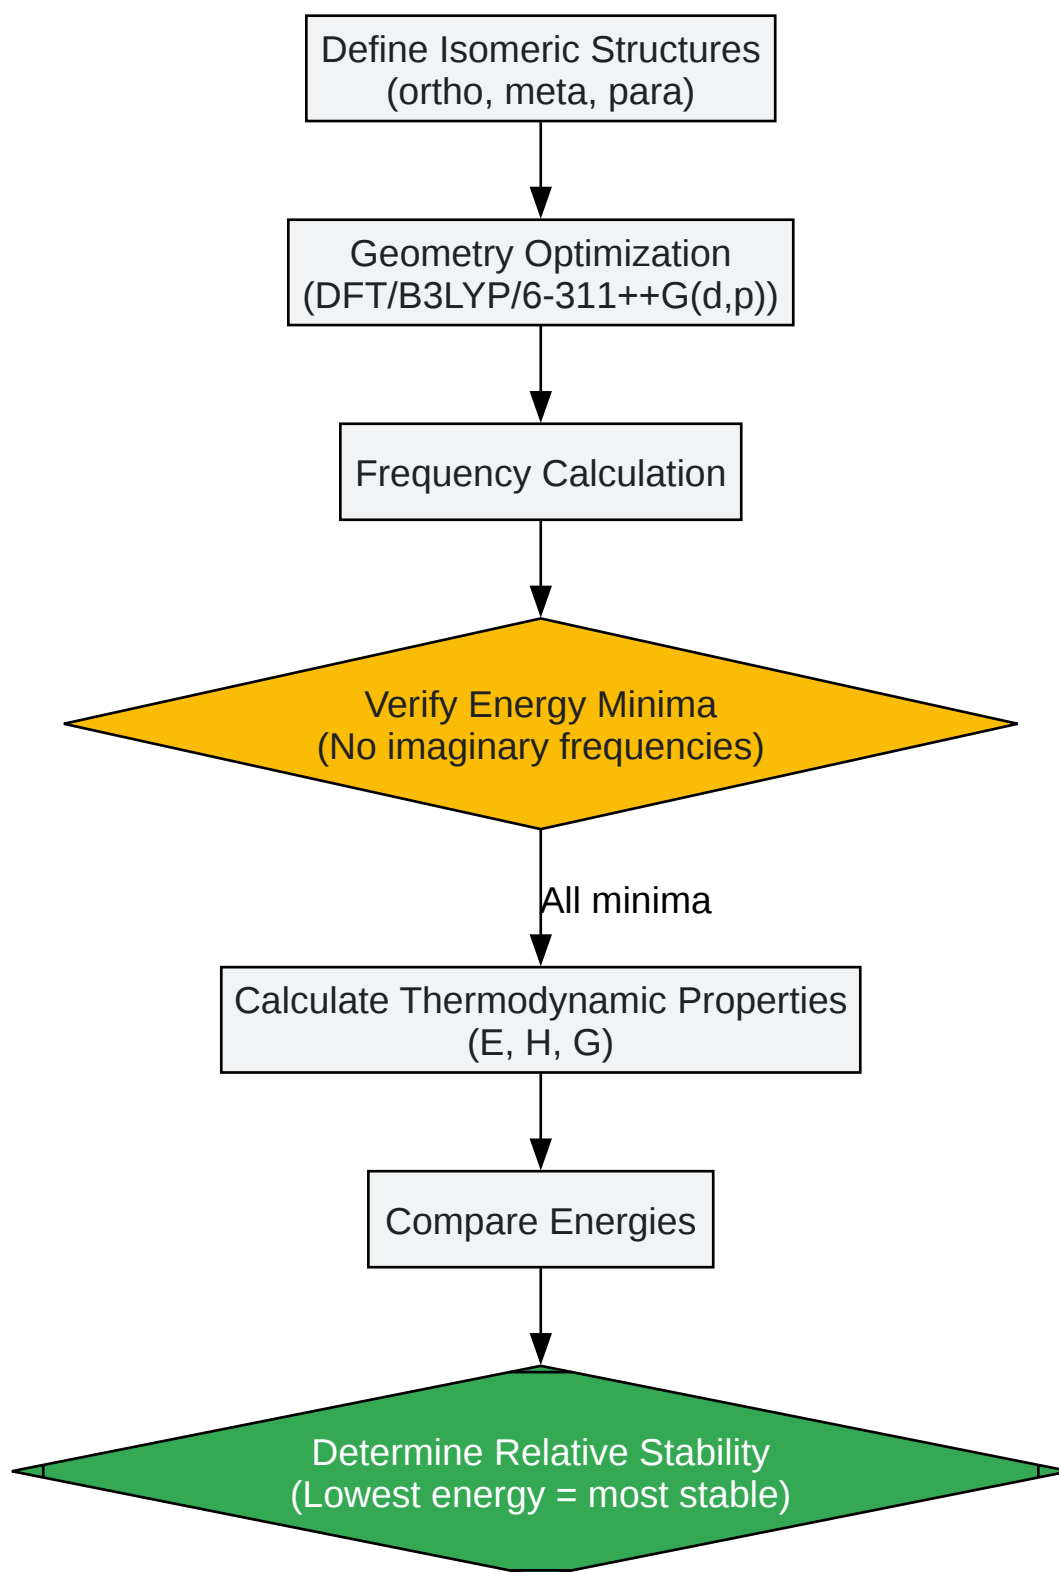 Define Isomeric Structures
(ortho, meta, para)
Geometry Optimization
(DFT/B3LYP/6-311++G(d,p))
Frequency Calculation
Verify Energy Minima
(No imaginary frequencies)
All minima
Calculate Thermodynamic Properties
(E, H, G)
Compare Energies
Determine Relative Stability
(Lowest energy = most stable)